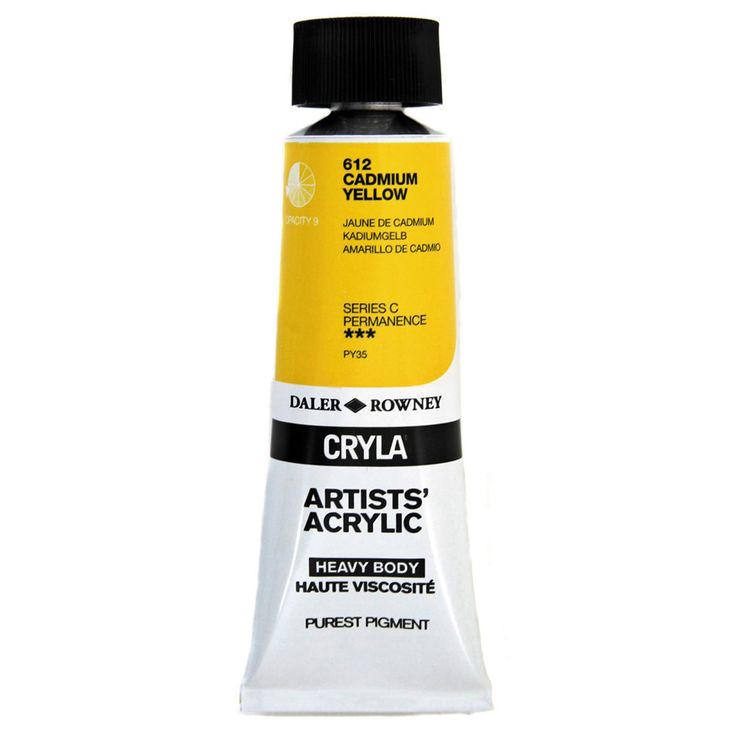 612
CADMIUM
YELLOW
OPACITY 9
JAUNE DE CADMIUM
KADIUMGELB
AMARILLO DE CADMIO
SERIES C
PERMANENCE
***
PY35
DALER ROWNEY
CRYLA
ARTISTS'
ACRYLIC
HEAVY BODY
HAUTE VISCOSITÉ
PUREST PIGMENT